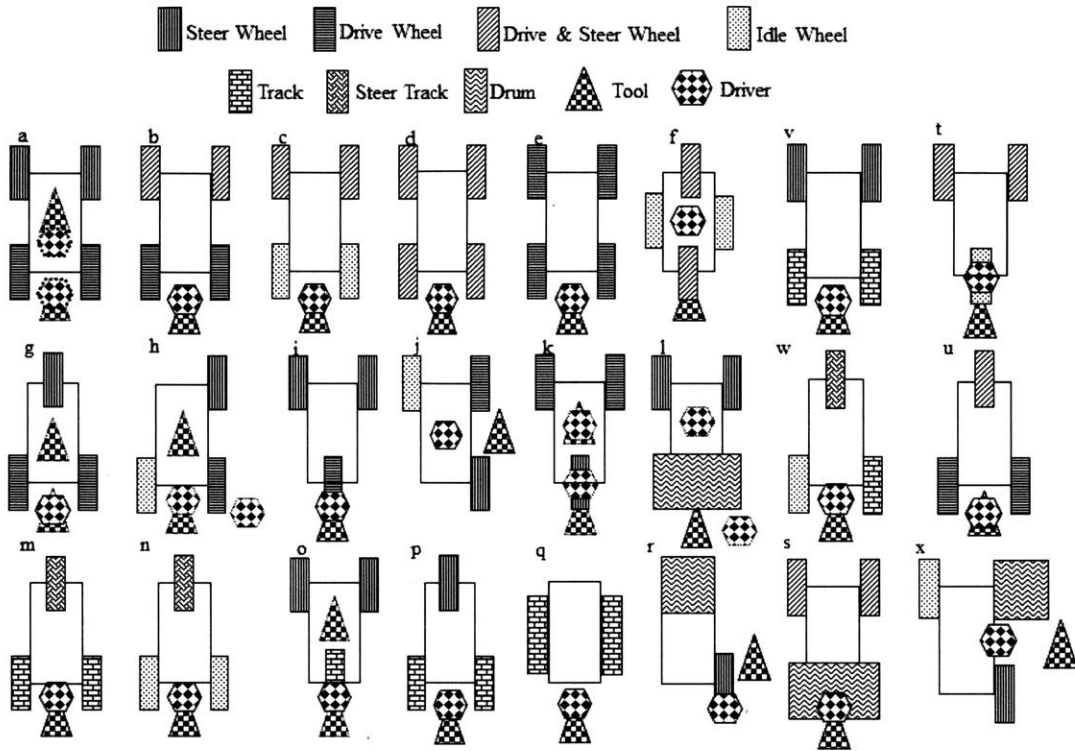 Steer Wheel Drive Wheel Drive & Steer Wheel Idle Wheel
Track Steer Track Drum Tool Driver
a b c d e f v t
g h i j k l w u
m n o p q r s x